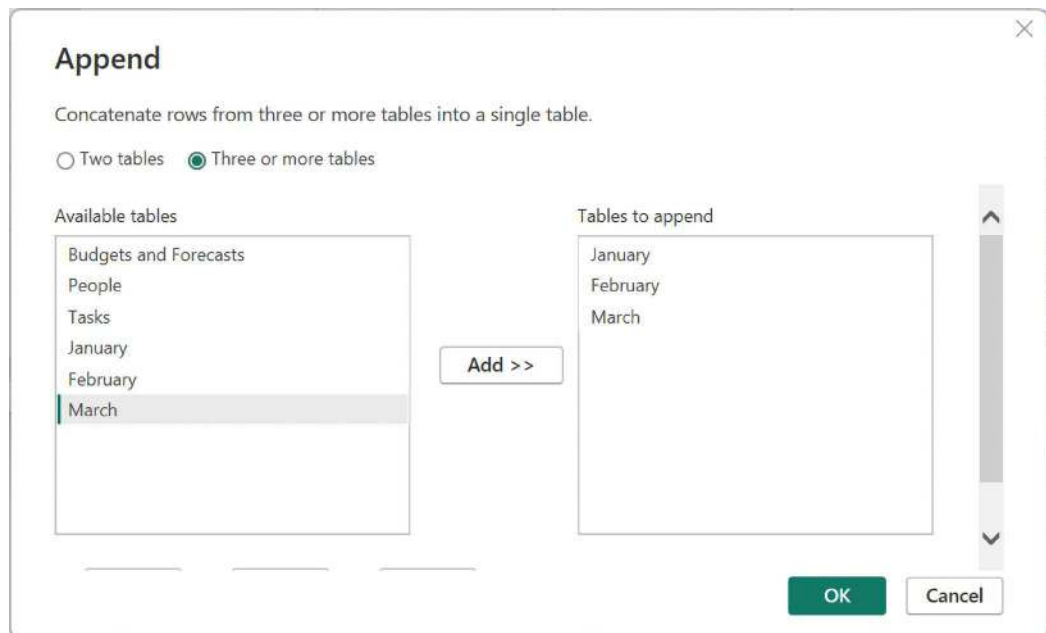 Append
Concatenate rows from three or more tables into a single table.
Two tables Three or more tables
Available tables
Budgets and Forecasts
People
Tasks
January
February
March
Add >>
Tables to append
January
February
March
OK Cancel